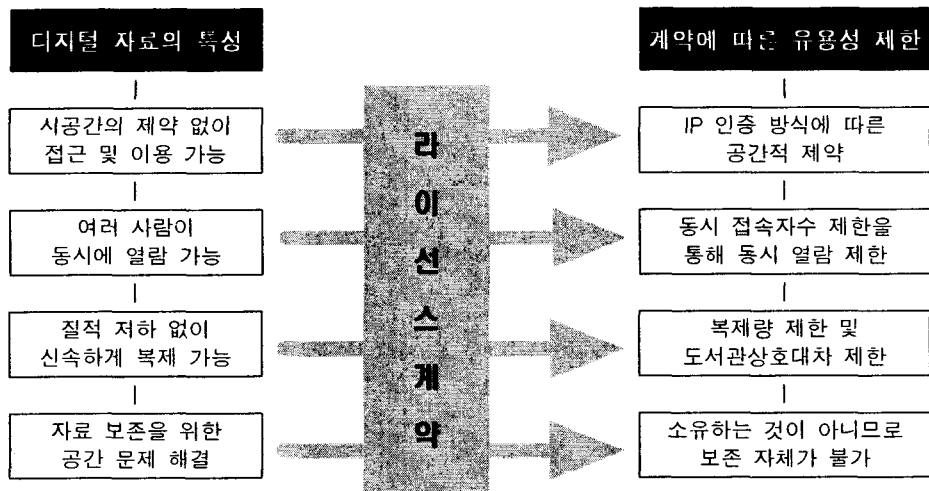 디지털 자료의 특성
계약에 따른 유용성 제한
시공간의 제약 없이
접근 및 이용 가능
여러 사람이
동시에 열람 가능
질적 저하 없이
신속하게 복제 가능
자료 보존을 위한
공간 문제 해결
라
이
선
스
계
약
IP 인증 방식에 따른
공간적 제약
동시 접속자수 제한을
통해 동시 열람 제한
복제량 제한 및
도서관상호대차 제한
소유하는 것이 아니므로
보존 자체가 불가